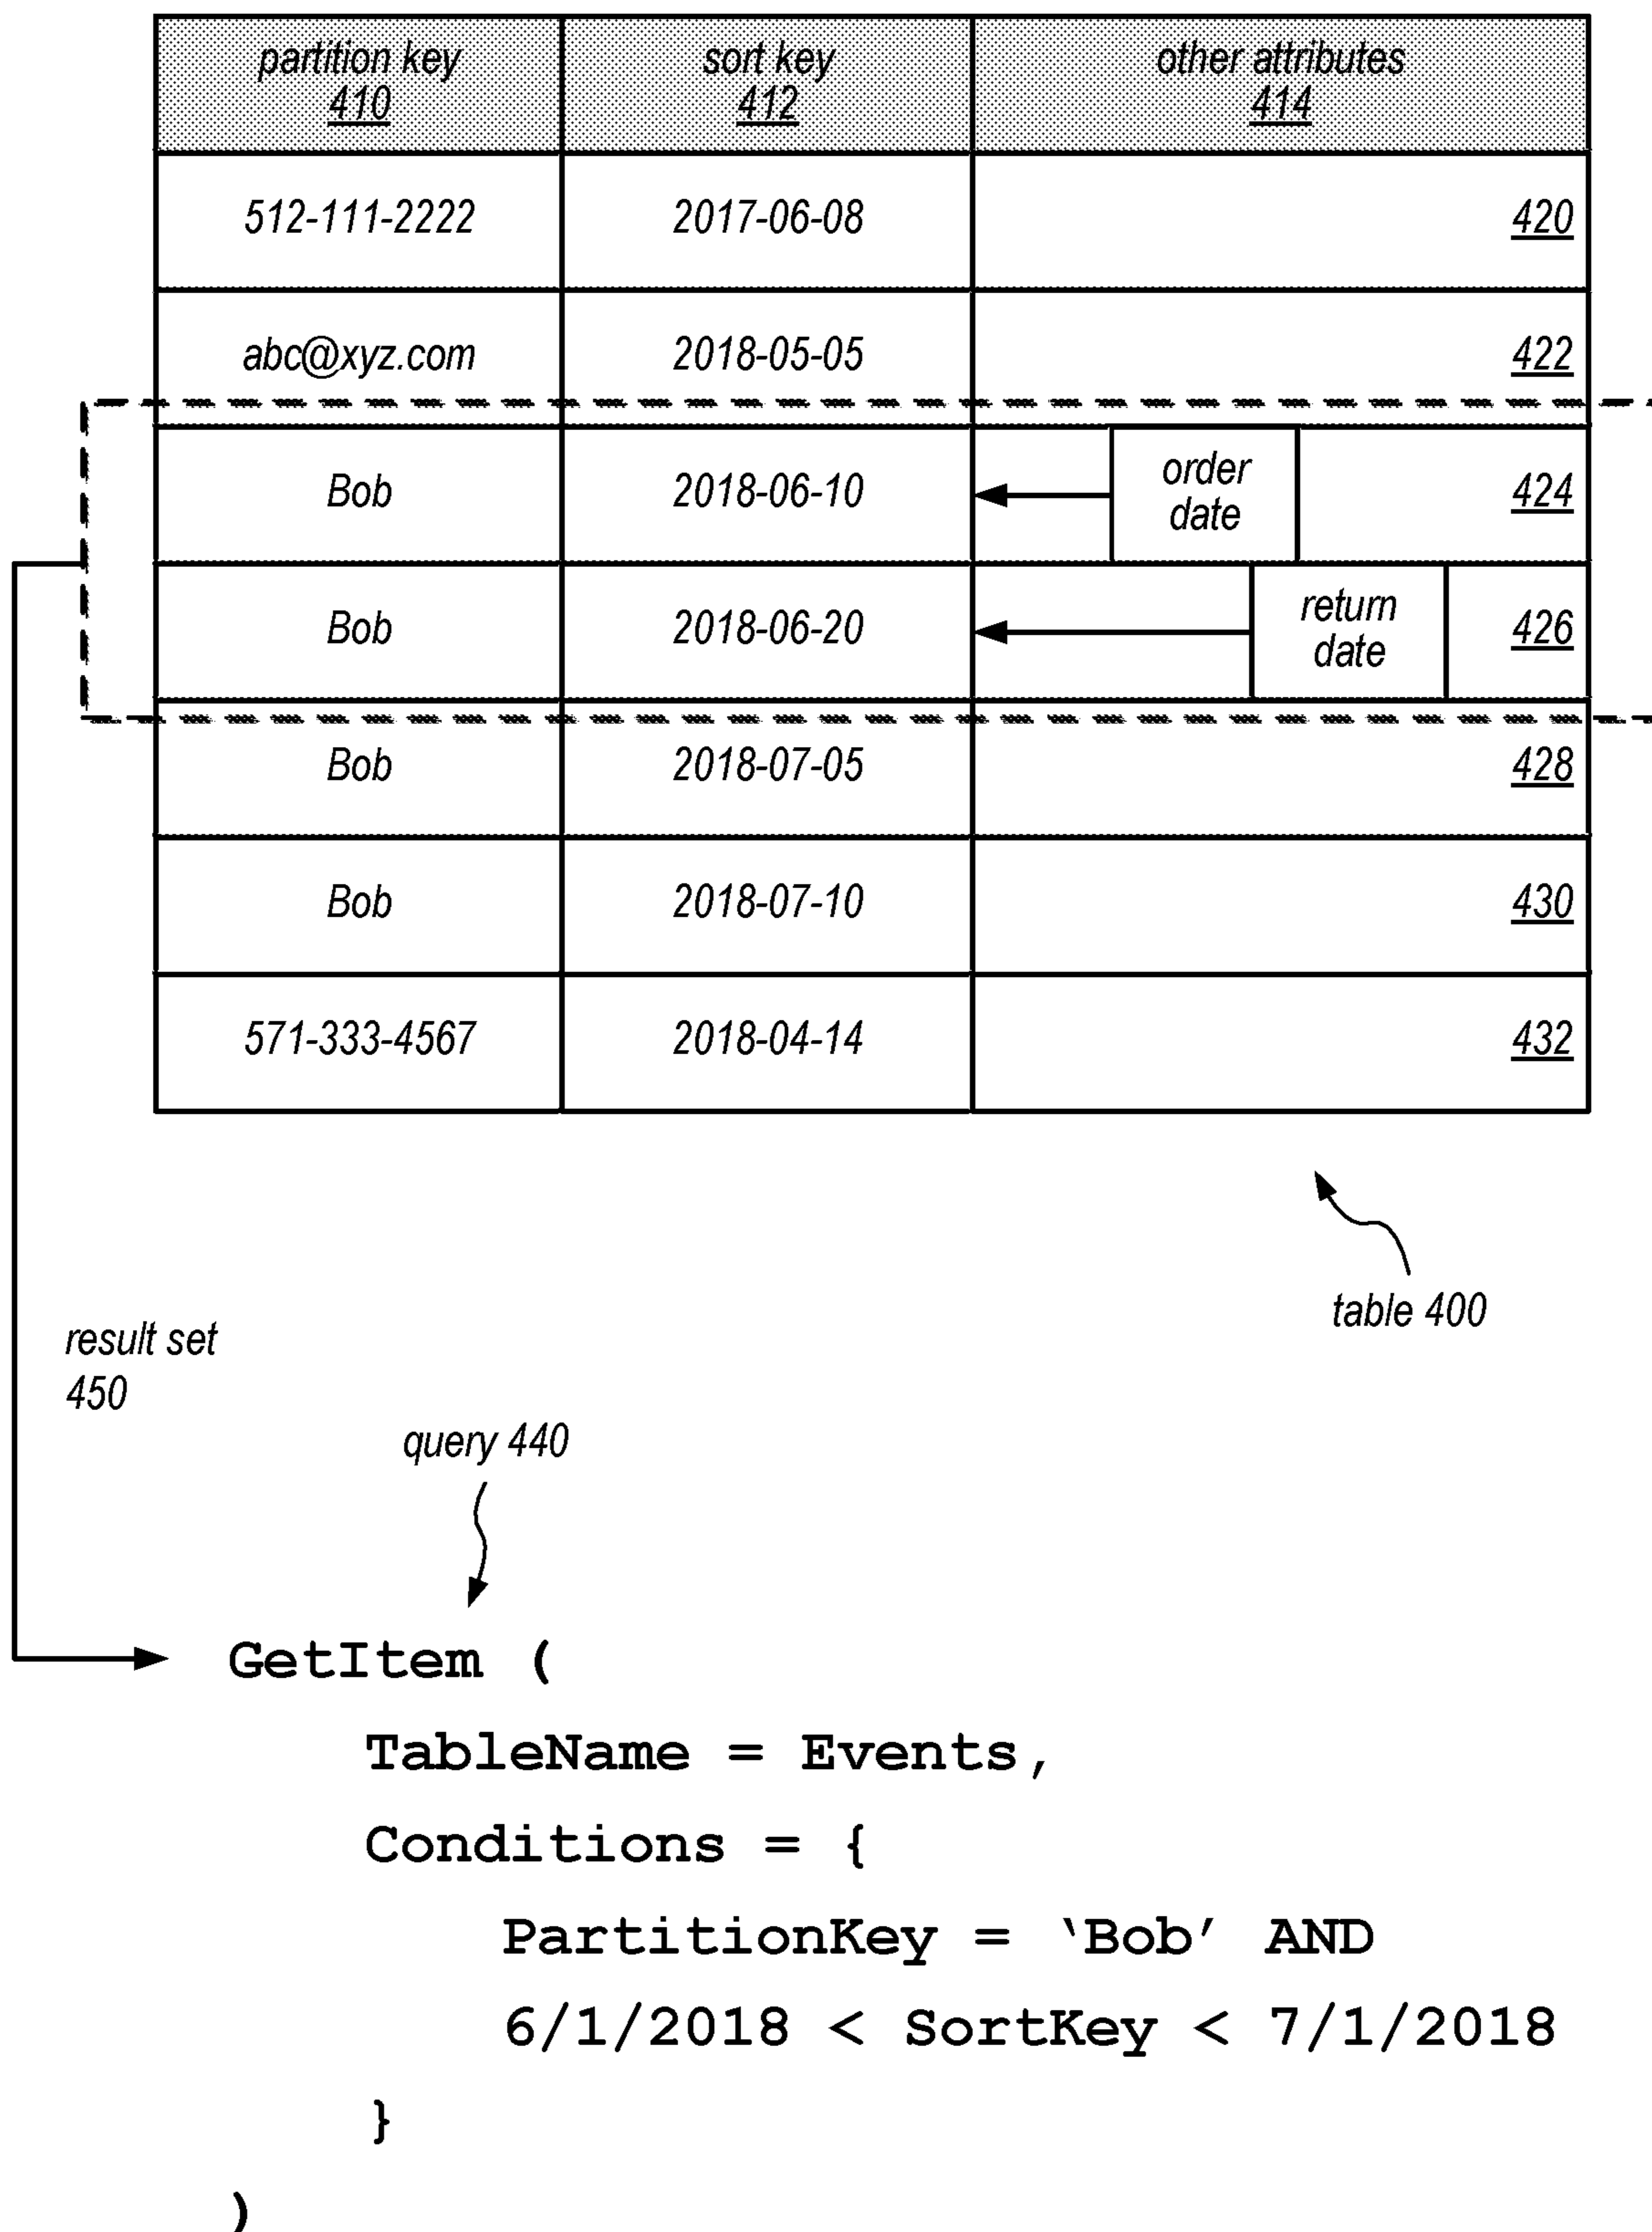 partition key sort key other attributes
410 412 414
512-111-2222 2017-06-08 420
abc@xyz.com 2018-05-05 422
Bob 2018-06-10 order date 424
Bob 2018-06-20 return date 426
Bob 2018-07-05 428
Bob 2018-07-10 430
571-333-4567 2018-04-14 432
table 400
result set
450
query 440
GetItem (
TableName = Events,
Conditions = {
PartitionKey = ‘Bob’ AND
6/1/2018 < SortKey < 7/1/2018
}
)